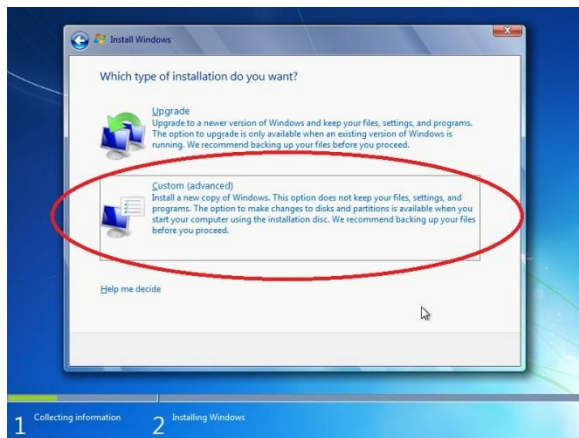 Install Windows
Which type of installation do you want?
Upgrade
Upgrade to a newer version of Windows and keep your files, settings, and programs.
The option to upgrade is only available when an existing version of Windows is
running. We recommend backing up your files before you proceed.
Custom (advanced)
Install a new copy of Windows. This option does not keep your files, settings, and
programs. The option to make changes to disks and partitions is available when you
start your computer using the installation disc. We recommend backing up your files
before you proceed.
Help me decide
1 Collecting information
2 Installing Windows